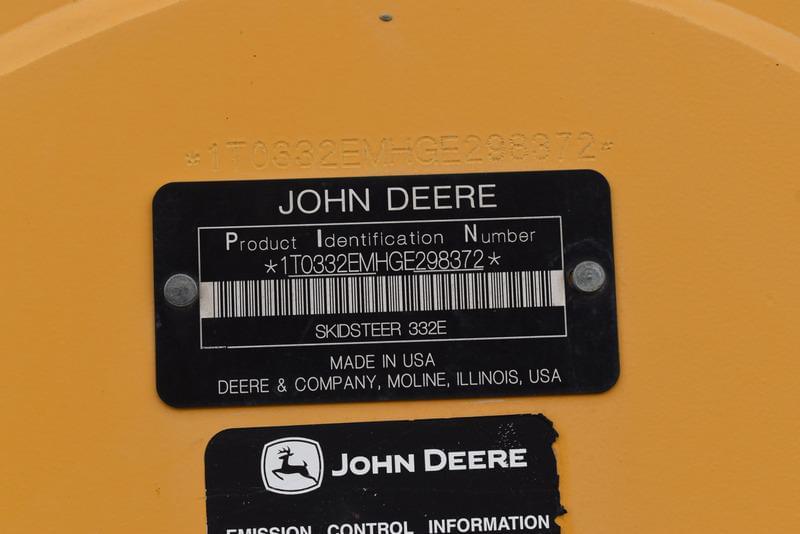 *1T0332EMHGE298372*
JOHN DEERE
Product Identification Number
*1T0332EMHGE298372*
SKIDSTEER 332E
MADE IN USA
DEERE & COMPANY, MOLINE, ILLINOIS, USA
JOHN DEERE
EMISSION CONTROL INFORMATION